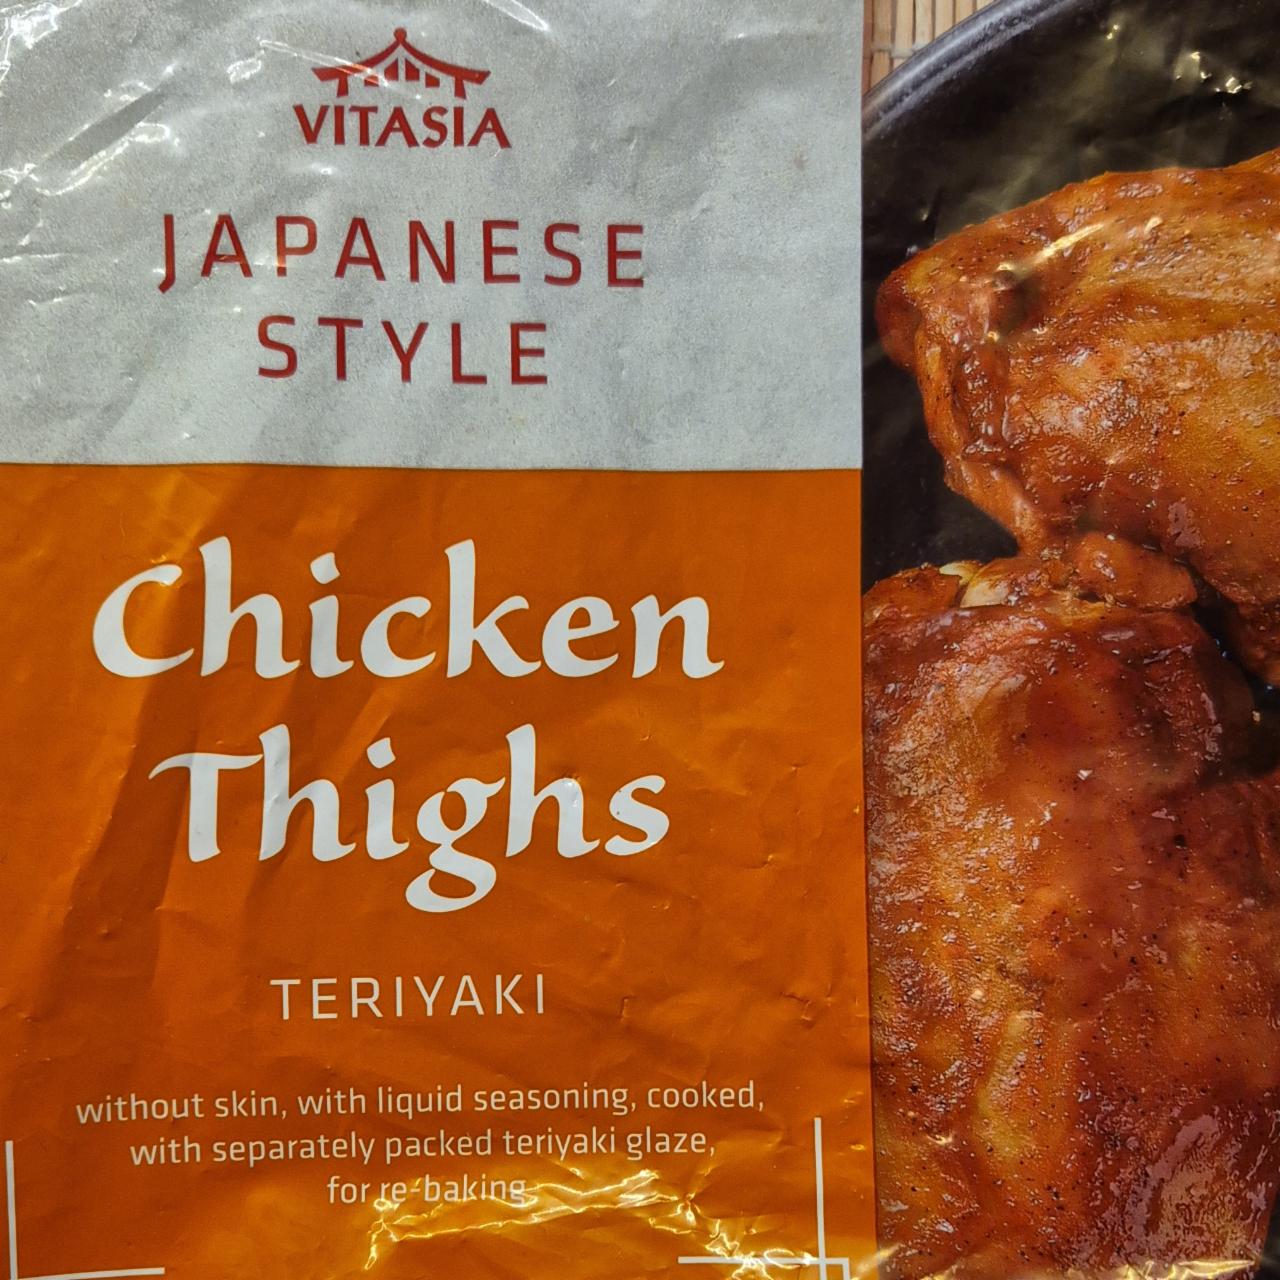 VITASIA
JAPANESE
STYLE
Chicken
Thighs
TERIYAKI
without skin, with liquid seasoning, cooked,
with separately packed teriyaki glaze,
for re-baking